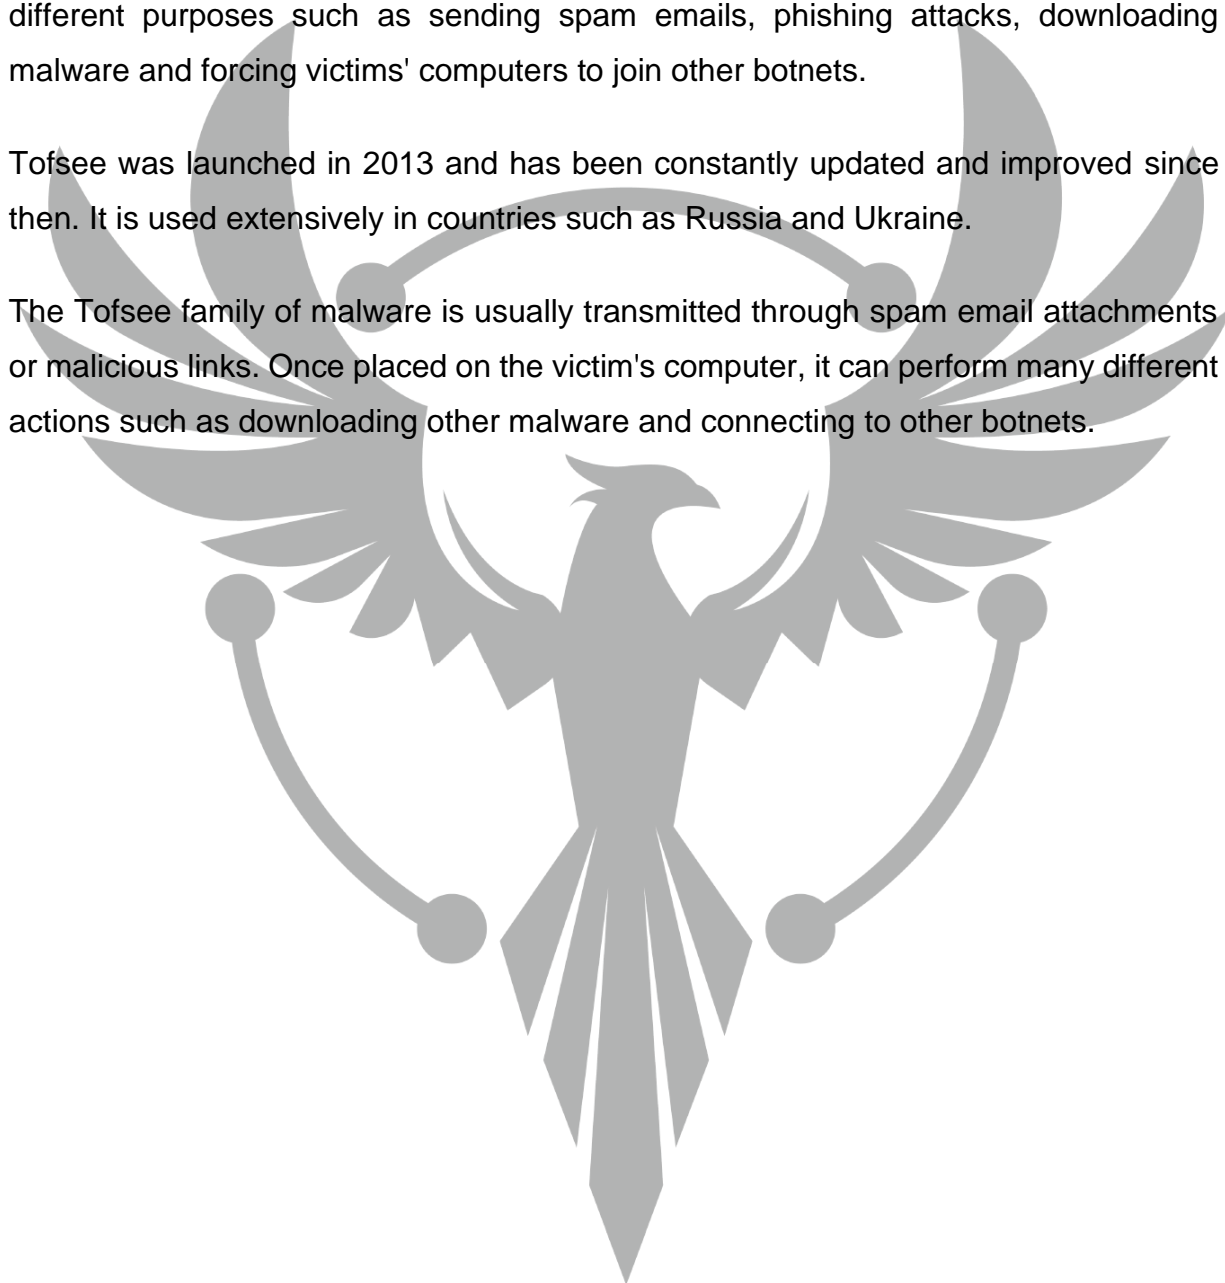 different purposes such as sending spam emails, phishing attacks, downloading
malware and forcing victims' computers to join other botnets.
Tofsee was launched in 2013 and has been constantly updated and improved since
then. It is used extensively in countries such as Russia and Ukraine.
The Tofsee family of malware is usually transmitted through spam email attachments
or malicious links. Once placed on the victim's computer, it can perform many different
actions such as downloading other malware and connecting to other botnets.